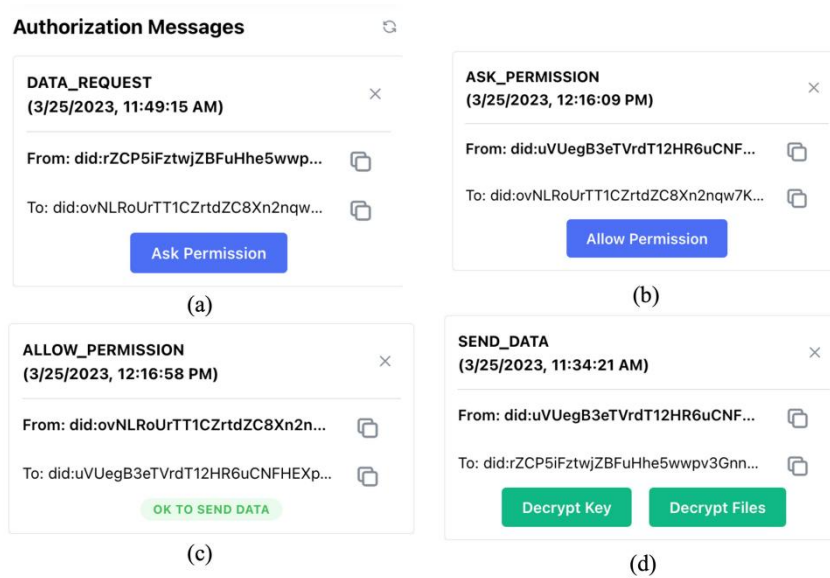 Authorization Messages
DATA_REQUEST
(3/25/2023, 11:49:15 AM)
From: did:rZCP5iFztwjZBFuHhe5wwp...
To: did:ovNLRoUrTT1CZrtdZC8Xn2nqw...
Ask Permission
(a)
ASK_PERMISSION
(3/25/2023, 12:16:09 PM)
From: did:uVUegB3eTVrdT12HR6uCNF...
To: did:ovNLRoUrTT1CZrtdZC8Xn2nqw7K...
Allow Permission
(b)
ALLOW_PERMISSION
(3/25/2023, 12:16:58 PM)
From: did:ovNLRoUrTT1CZrtdZC8Xn2n...
To: did:uVUegB3eTVrdT12HR6uCNFHEXp...
OK TO SEND DATA
(c)
SEND_DATA
(3/25/2023, 11:34:21 AM)
From: did:uVUegB3eTVrdT12HR6uCNF...
To: did:rZCP5iFztwjZBFuHhe5wwpv3Gnn...
Decrypt Key
Decrypt Files
(d)